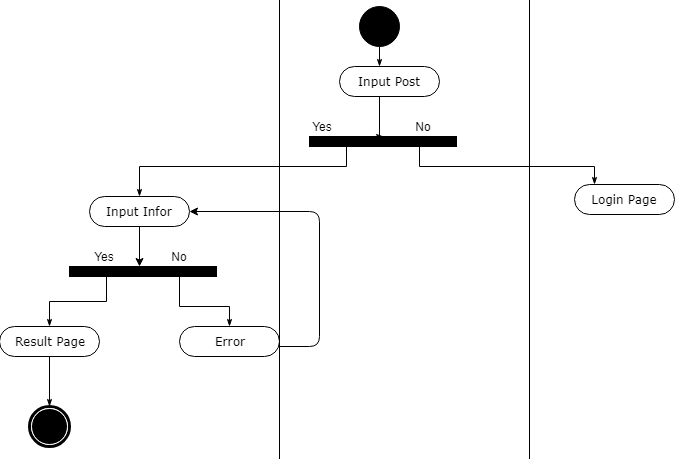 Input Post
Yes
No
Input Infor
Login Page
Yes
No
Result Page
Error